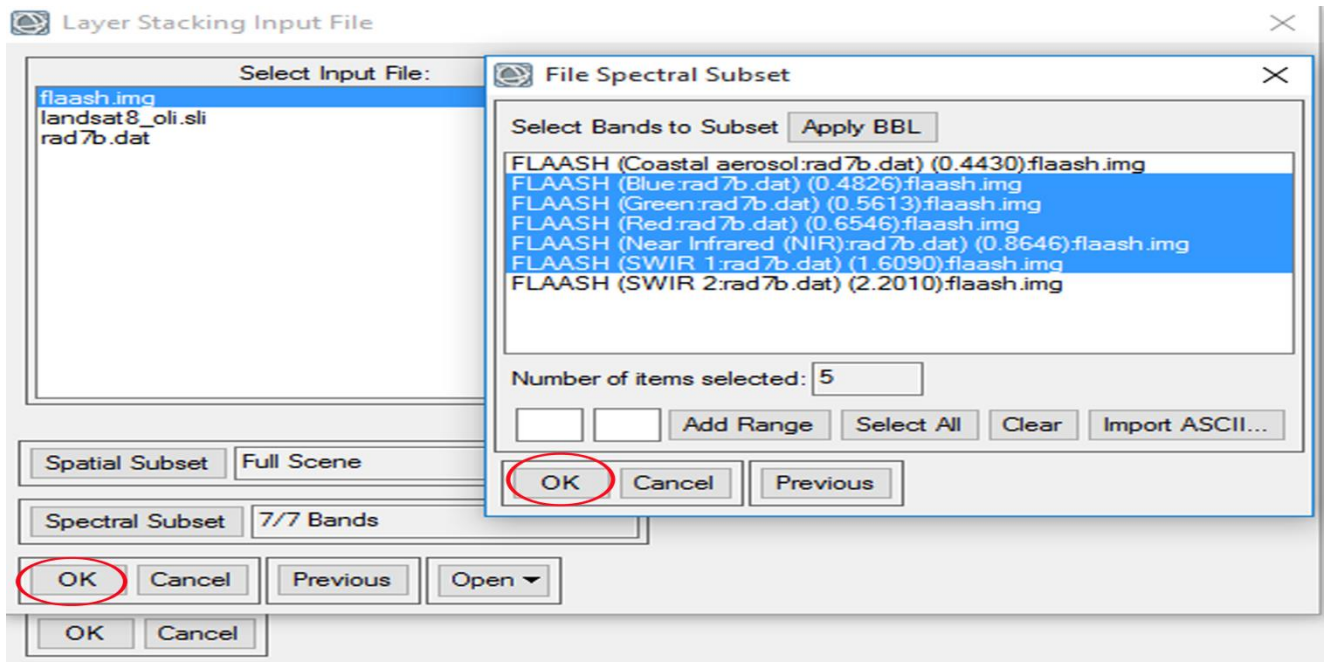 Layer Stacking Input File
Select Input File:
flaash.img
landsat8_oli.sli
rad7b.dat
Spatial Subset Full Scene
Spectral Subset 7/7 Bands
OK Cancel Previous Open
OK Cancel
File Spectral Subset
Select Bands to Subset Apply BBL
FLAASH (Coastal aerosol:rad7b.dat) (0.4430):flaash.img
FLAASH (Blue:rad7b.dat) (0.4826):flaash.img
FLAASH (Green:rad7b.dat) (0.5613):flaash.img
FLAASH (Red:rad7b.dat) (0.6546):flaash.img
FLAASH (Near Infrared (NIR):rad7b.dat) (0.8646):flaash.img
FLAASH (SWIR 1:rad7b.dat) (1.6090):flaash.img
FLAASH (SWIR 2:rad7b.dat) (2.2010):flaash.img
Number of items selected: 5
Add Range Select All Clear Import ASCII...
OK Cancel Previous